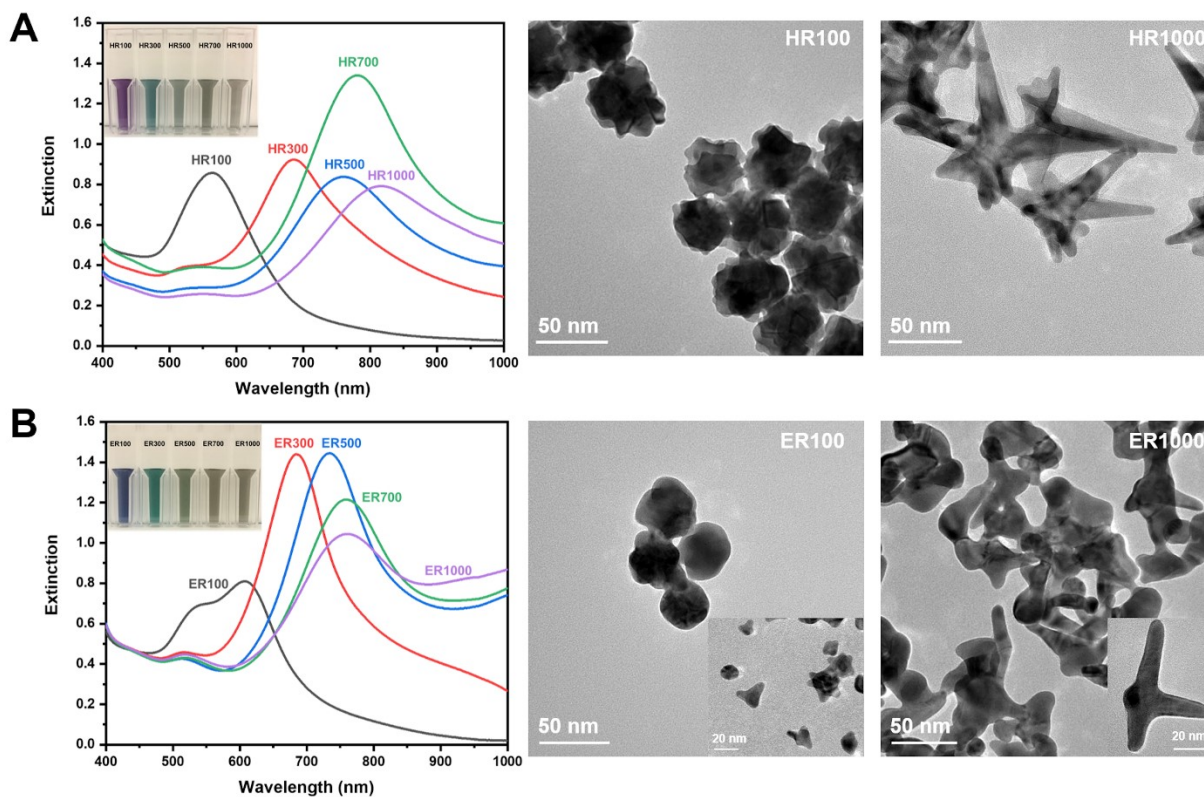 A
1.6
1.4
1.2
1.0
0.8
0.6
0.4
0.2
0.0
Extinction
400 500 600 700 800 900 1000
Wavelength (nm)
HR100 HR300 HR500 HR700 HR1000
HR700
HR300
HR100
HR500
HR1000
HR100
50 nm
HR1000
50 nm
B
1.6
1.4
1.2
1.0
0.8
0.6
0.4
0.2
0.0
Extinction
400 500 600 700 800 900 1000
Wavelength (nm)
ER100 ER300 ER500 ER700 ER1000
ER300 ER500
ER700
ER1000
ER100
ER100
50 nm
20 nm
ER1000
50 nm
20 nm